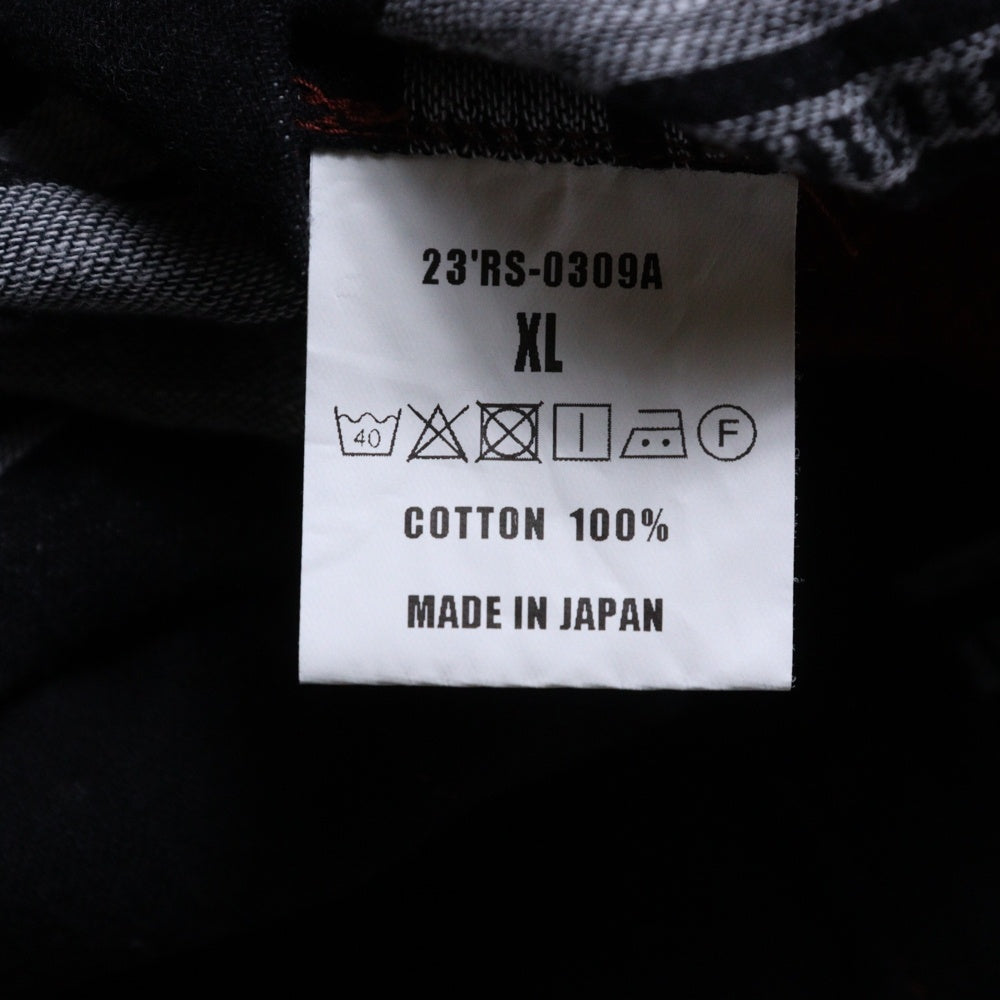 23'RS-0309A
XL
40 F
COTTON 100%
MADE IN JAPAN